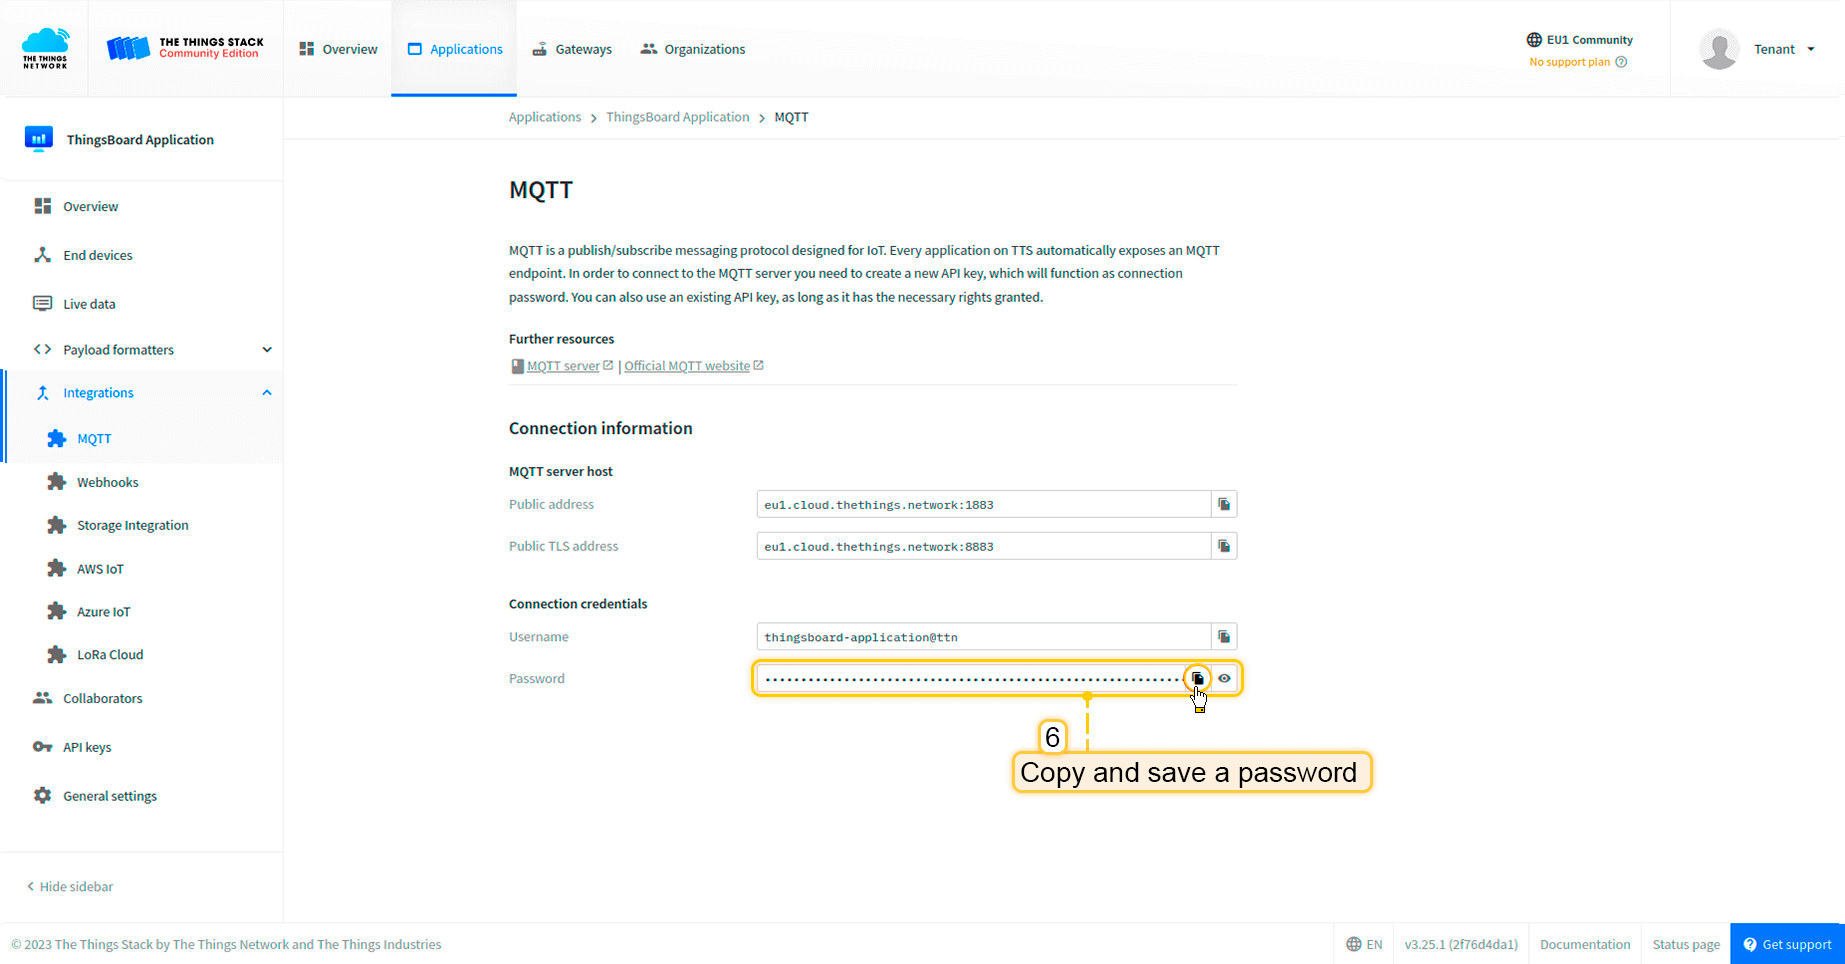 THE THINGS NETWORK
THE THINGS STACK
Community Edition
Overview
Applications
Gateways
Organizations
EU1 Community
No support plan
Tenant
ThingsBoard Application
Overview
End devices
Live data
Payload formatters
Integrations
MQTT
Webhooks
Storage Integration
AWS IoT
Azure IoT
LoRa Cloud
Collaborators
API keys
General settings
Hide sidebar
Applications > ThingsBoard Application > MQTT
MQTT
MQTT is a publish/subscribe messaging protocol designed for IoT. Every application on TTS automatically exposes an MQTT
endpoint. In order to connect to the MQTT server you need to create a new API key, which will function as connection
password. You can also use an existing API key, as long as it has the necessary rights granted.
Further resources
MQTT server | Official MQTT website
Connection information
MQTT server host
Public address eu1.cloud.thethings.network:1883
Public TLS address eu1.cloud.thethings.network:8883
Connection credentials
Username thingsboard-application@ttn
Password
6
Copy and save a password
© 2023 The Things Stack by The Things Network and The Things Industries
EN
v3.25.1 (2f76d4da1)
Documentation
Status page
Get support